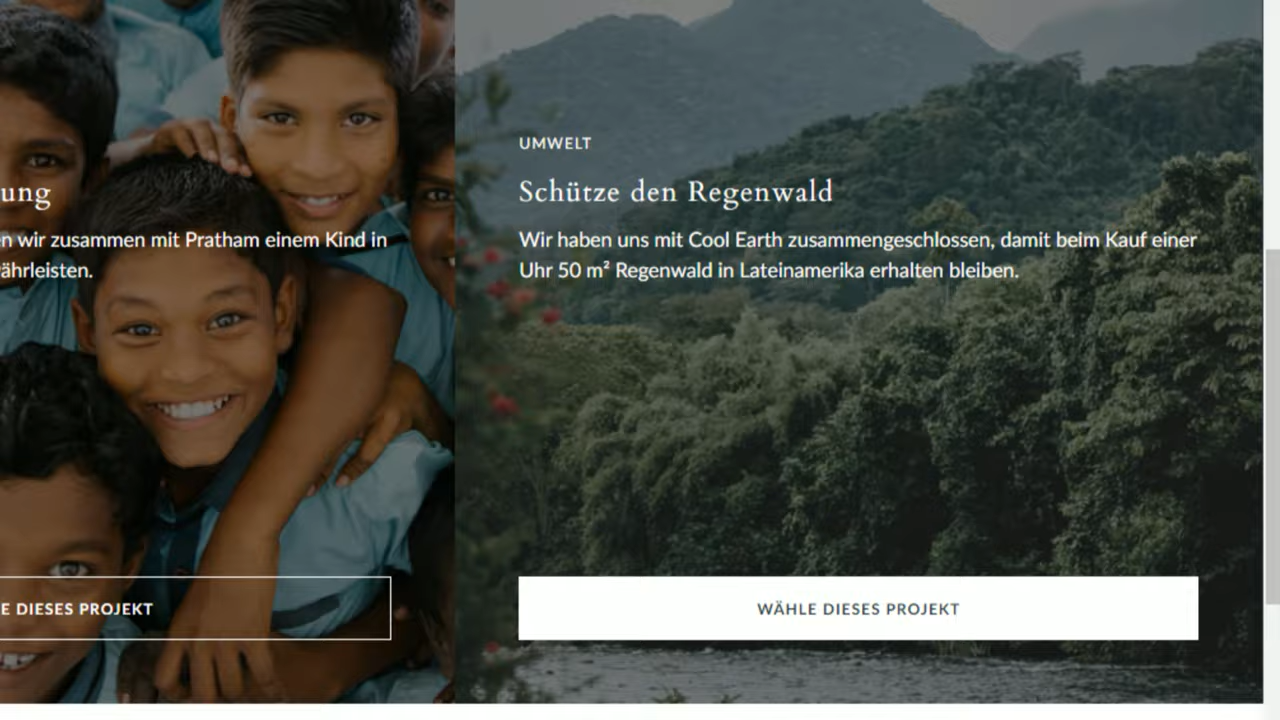 ung
en wir zusammen mit Pratham einem Kind in
ährleisten.
E DIESES PROJEKT
UMWELT
Schütze den Regenwald
Wir haben uns mit Cool Earth zusammengeschlossen, damit beim Kauf einer
Uhr 50 m² Regenwald in Lateinamerika erhalten bleiben.
WÄHLE DIESES PROJEKT